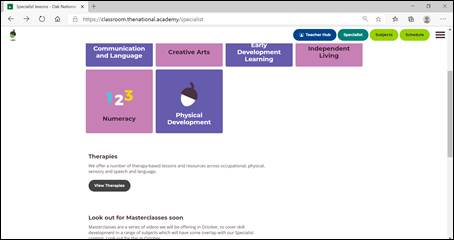 Specialist lessons - Oak Nationa
https://classroom.thenational.academy/specialist
Teacher Hub
Specialist
Subjects
Schedule
Communication
and Language
Creative Arts
Early
Development
Learning
Independent
Living
123
Numeracy
Physical
Development
Therapies
We offer a number of therapy-based lessons and resources across occupational, physical,
sensory and speech and language.
View Therapies
Look out for Masterclasses soon
Masterclasses are a series of videos we will be offering in October, to cover skill
development in a range of subjects which will have some overlap with our Specialist
content. Look out for this in October.